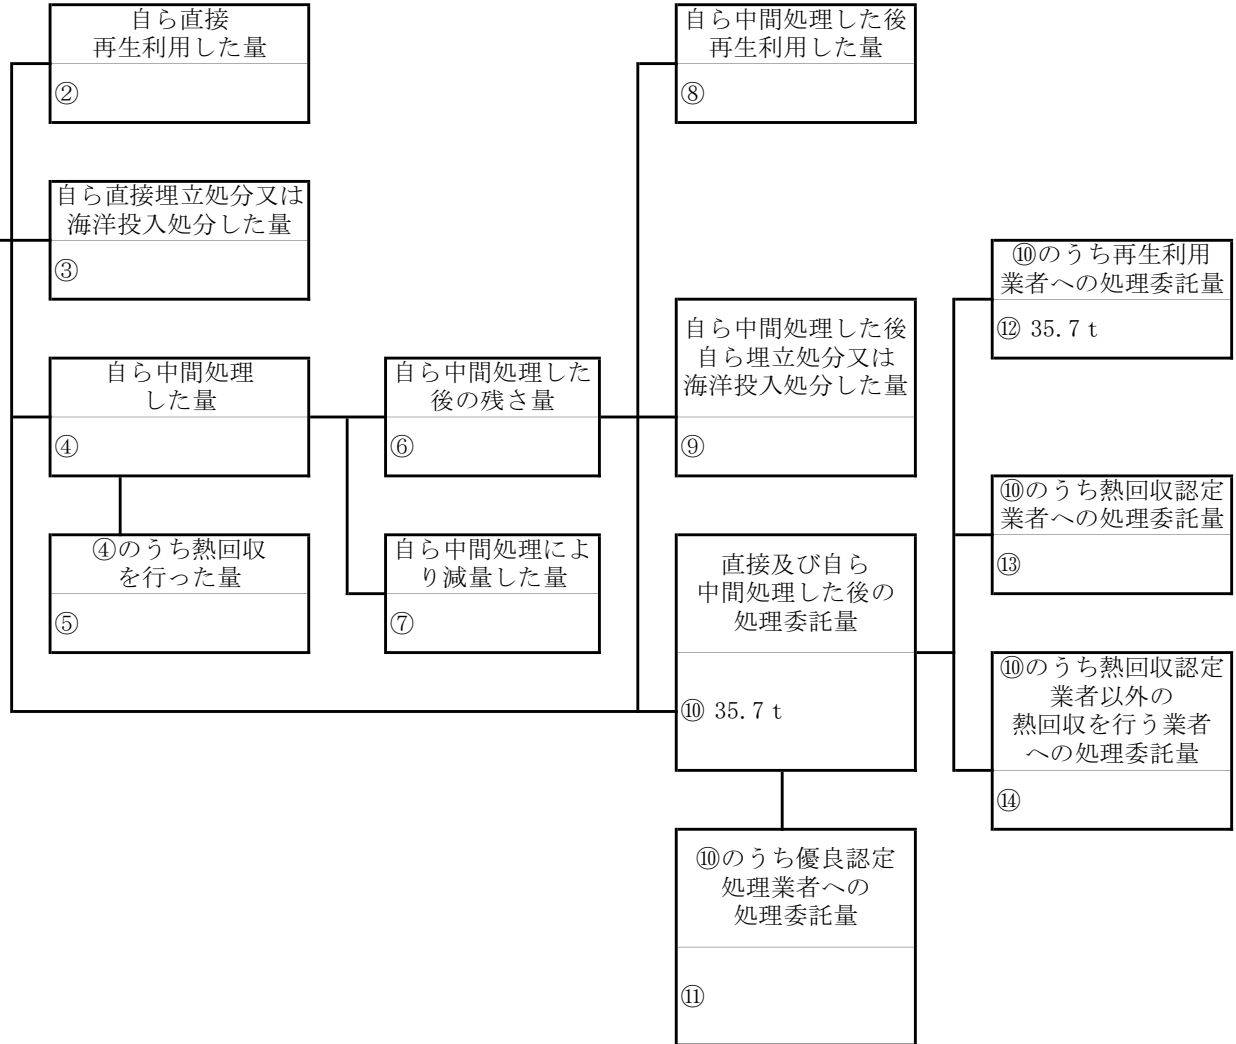 自ら直接
再生利用した量
②
自ら直接埋立処分又は
海洋投入処分した量
③
自ら中間処理
した量
④
④のうち熱回収
を行った量
⑤
自ら中間処理した
後の残さ量
⑥
自ら中間処理によ
り減量した量
⑦
自ら中間処理した後
再生利用した量
⑧
自ら中間処理した後
自ら埋立処分又は
海洋投入処分した量
⑨
直接及び自ら
中間処理した後の
処理委託量
⑩ 35.7 t
⑩のうち優良認定
処理業者への
処理委託量
⑪
⑩のうち再生利用
業者への処理委託量
⑫ 35.7 t
⑩のうち熱回収認定
業者への処理委託量
⑬
⑩のうち熱回収認定
業者以外の
熱回収を行う業者
への処理委託量
⑭